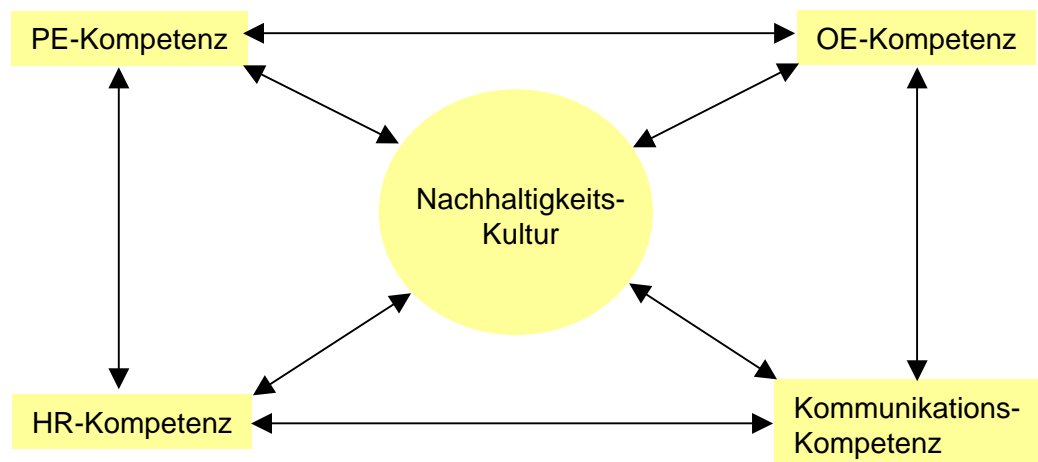 PE-Kompetenz
OE-Kompetenz
Nachhaltigkeits-
Kultur
HR-Kompetenz
Kommunikations-
Kompetenz